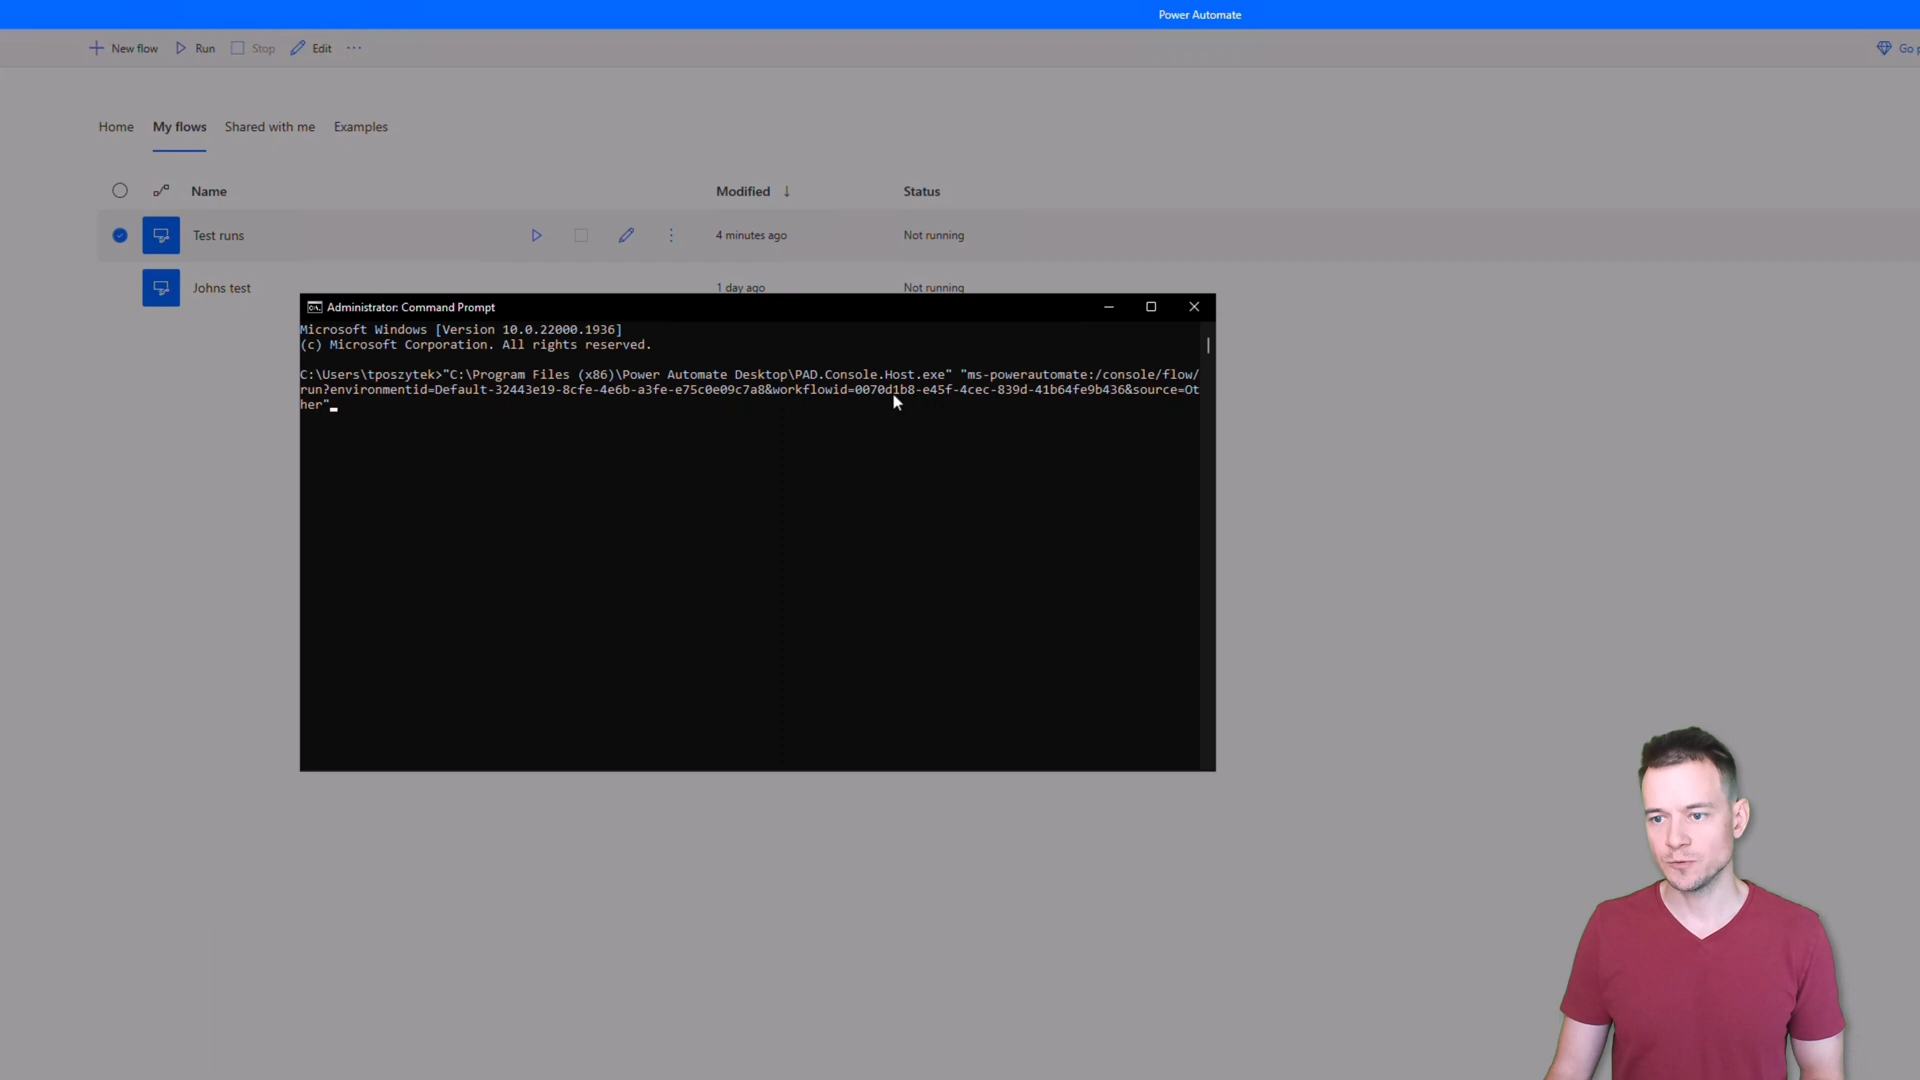 Power Automate
New flow Run Stop Edit ···
Go p
Home My flows Shared with me Examples
Name Modified ↓ Status
Test runs 4 minutes ago Not running
Johns test 1 day ago Not running
Administrator: Command Prompt
Microsoft Windows [Version 10.0.22000.1936]
(c) Microsoft Corporation. All rights reserved.
C:\Users\tposzytek>"C:\Program Files (x86)\Power Automate Desktop\PAD.Console.Host.exe" "ms-powerautomate:/console/flow/
run?environmentid=Default-32443e19-8cfe-4e6b-a3fe-e75c0e09c7a8&workflowid=0070d1b8-e45f-4cec-839d-41b64fe9b436&source=Ot
her"